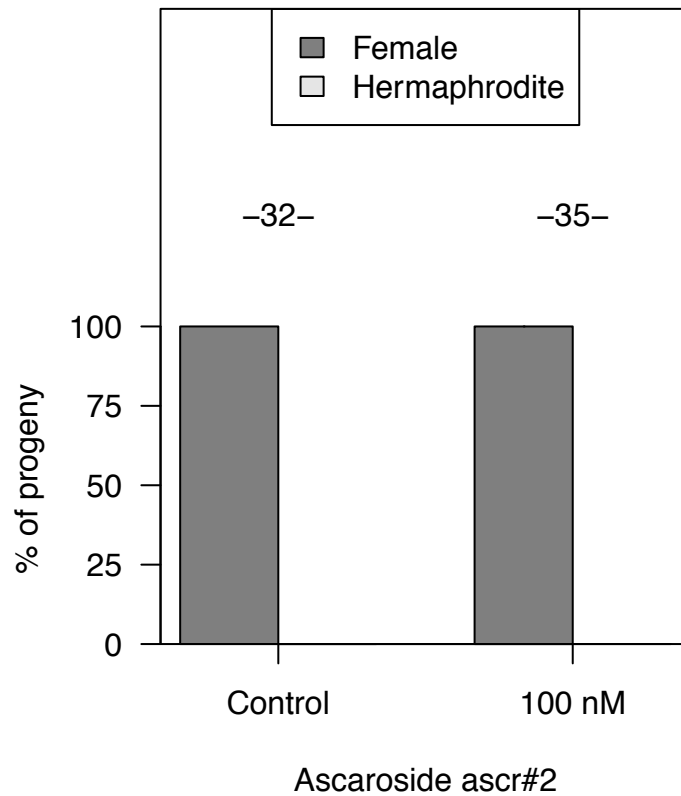 Female
Hermaphrodite
–32–
–35–
100
75
50
25
0
% of progeny
Control
100 nM
Ascaroside ascr#2